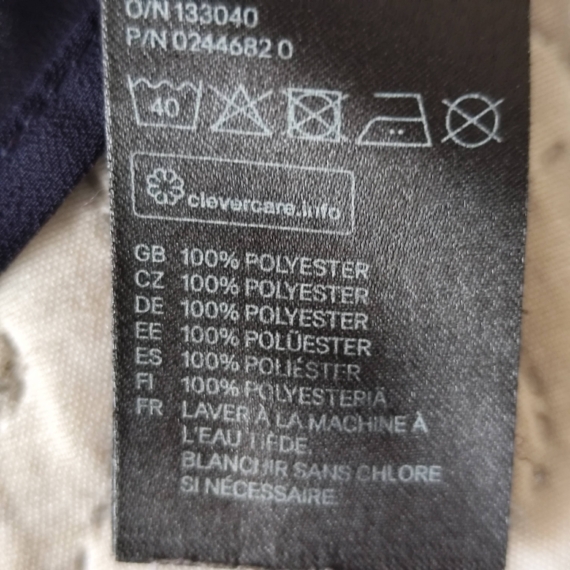 O/N 133040
P/N 0244682 0
40
clevercare.info
GB 100% POLYESTER
CZ 100% POLYESTER
DE 100% POLYESTER
EE 100% POLÜESTER
ES 100% POLIÉSTER
FI 100% POLYESTERIÄ
FR LAVER À LA MACHINE À
L'EAU TIÈDE.
BLANCHIR SANS CHLORE
SI NÉCESSAIRE.